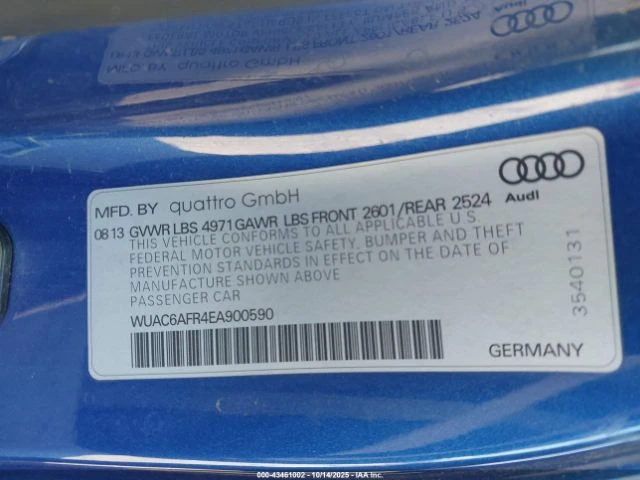 MFD. BY quattro GmbH
Audi
08 13 GVWR LBS 4971 GAWR LBS FRONT 2601/REAR 2524
THIS VEHICLE CONFORMS TO ALL APPLICABLE U.S.
FEDERAL MOTOR VEHICLE SAFETY, BUMPER AND THEFT
PREVENTION STANDARDS IN EFFECT ON THE DATE OF
MANUFACTURE SHOWN ABOVE
PASSENGER CAR
WUAC6AFR4EA900590
3540131
GERMANY
000-43461002 - 10/14/2025 - IAA Inc.